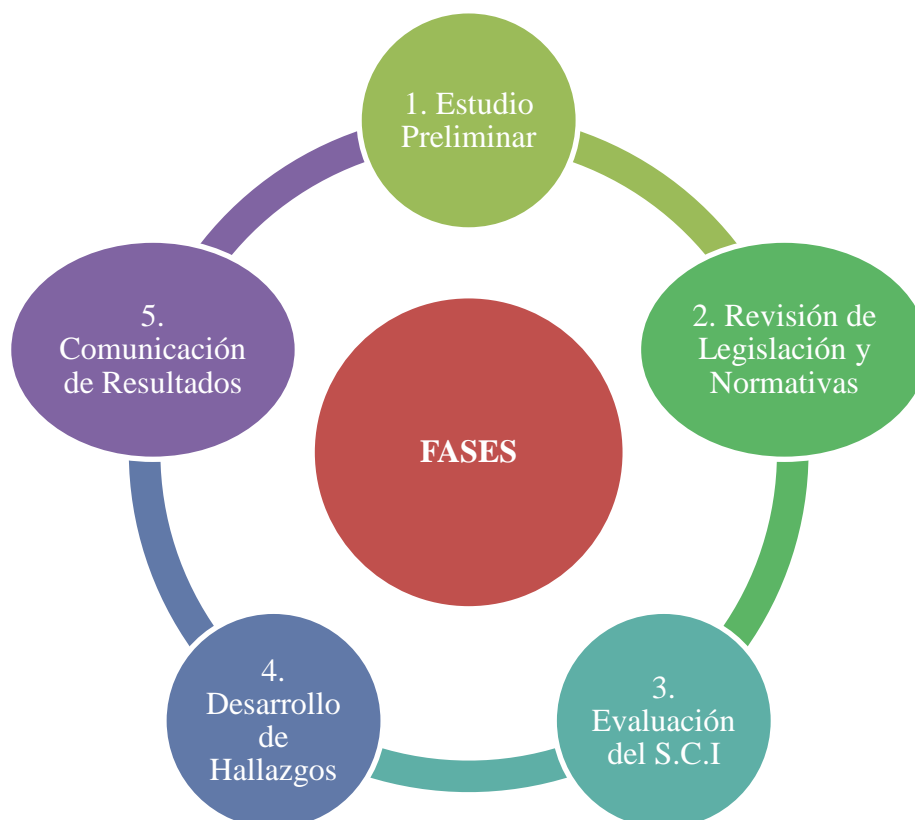 1. Estudio
Preliminar
2. Revisión de
Legislación y
Normativas
3.
Evaluación
del S.C.I
4.
Desarrollo
de
Hallazgos
5.
Comunicación
de Resultados
FASES